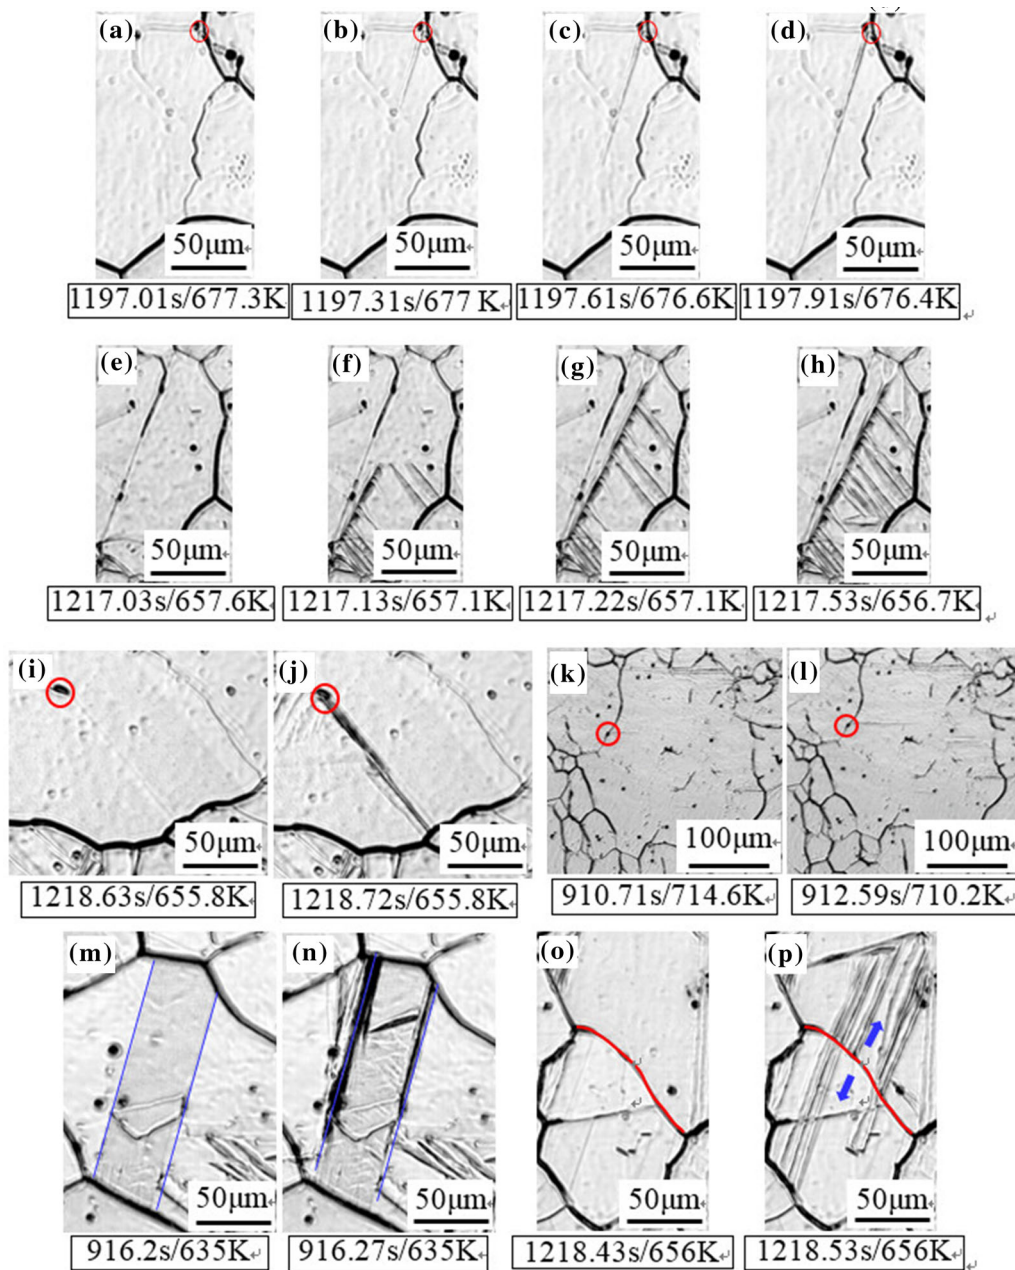 (a) (b) (c) (d)
50μm 50μm 50μm 50μm
1197.01s/677.3K 1197.31s/677 K 1197.61s/676.6K 1197.91s/676.4K
(e) (f) (g) (h)
50μm 50μm 50μm 50μm
1217.03s/657.6K 1217.13s/657.1K 1217.22s/657.1K 1217.53s/656.7K
(i) (j) (k) (l)
50μm 50μm 100μm 100μm
1218.63s/655.8K 1218.72s/655.8K 910.71s/714.6K 912.59s/710.2K
(m) (n) (o) (p)
50μm 50μm 50μm 50μm
916.2s/635K 916.27s/635K 1218.43s/656K 1218.53s/656K